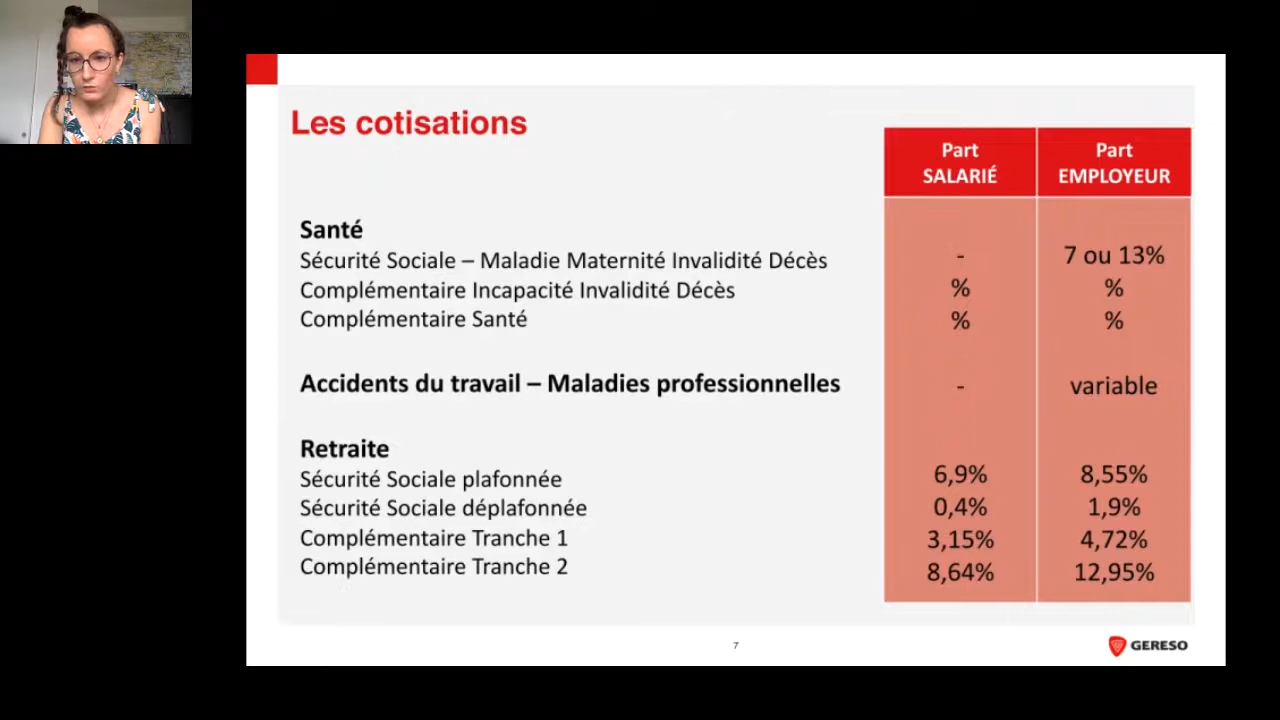 Les cotisations
Part
SALARIÉ
Part
EMPLOYEUR
Santé
Sécurité Sociale – Maladie Maternité Invalidité Décès - 7 ou 13%
Complémentaire Incapacité Invalidité Décès % %
Complémentaire Santé % %
Accidents du travail – Maladies professionnelles - variable
Retraite
Sécurité Sociale plafonnée 6,9% 8,55%
Sécurité Sociale déplafonnée 0,4% 1,9%
Complémentaire Tranche 1 3,15% 4,72%
Complémentaire Tranche 2 8,64% 12,95%
7
GERESO